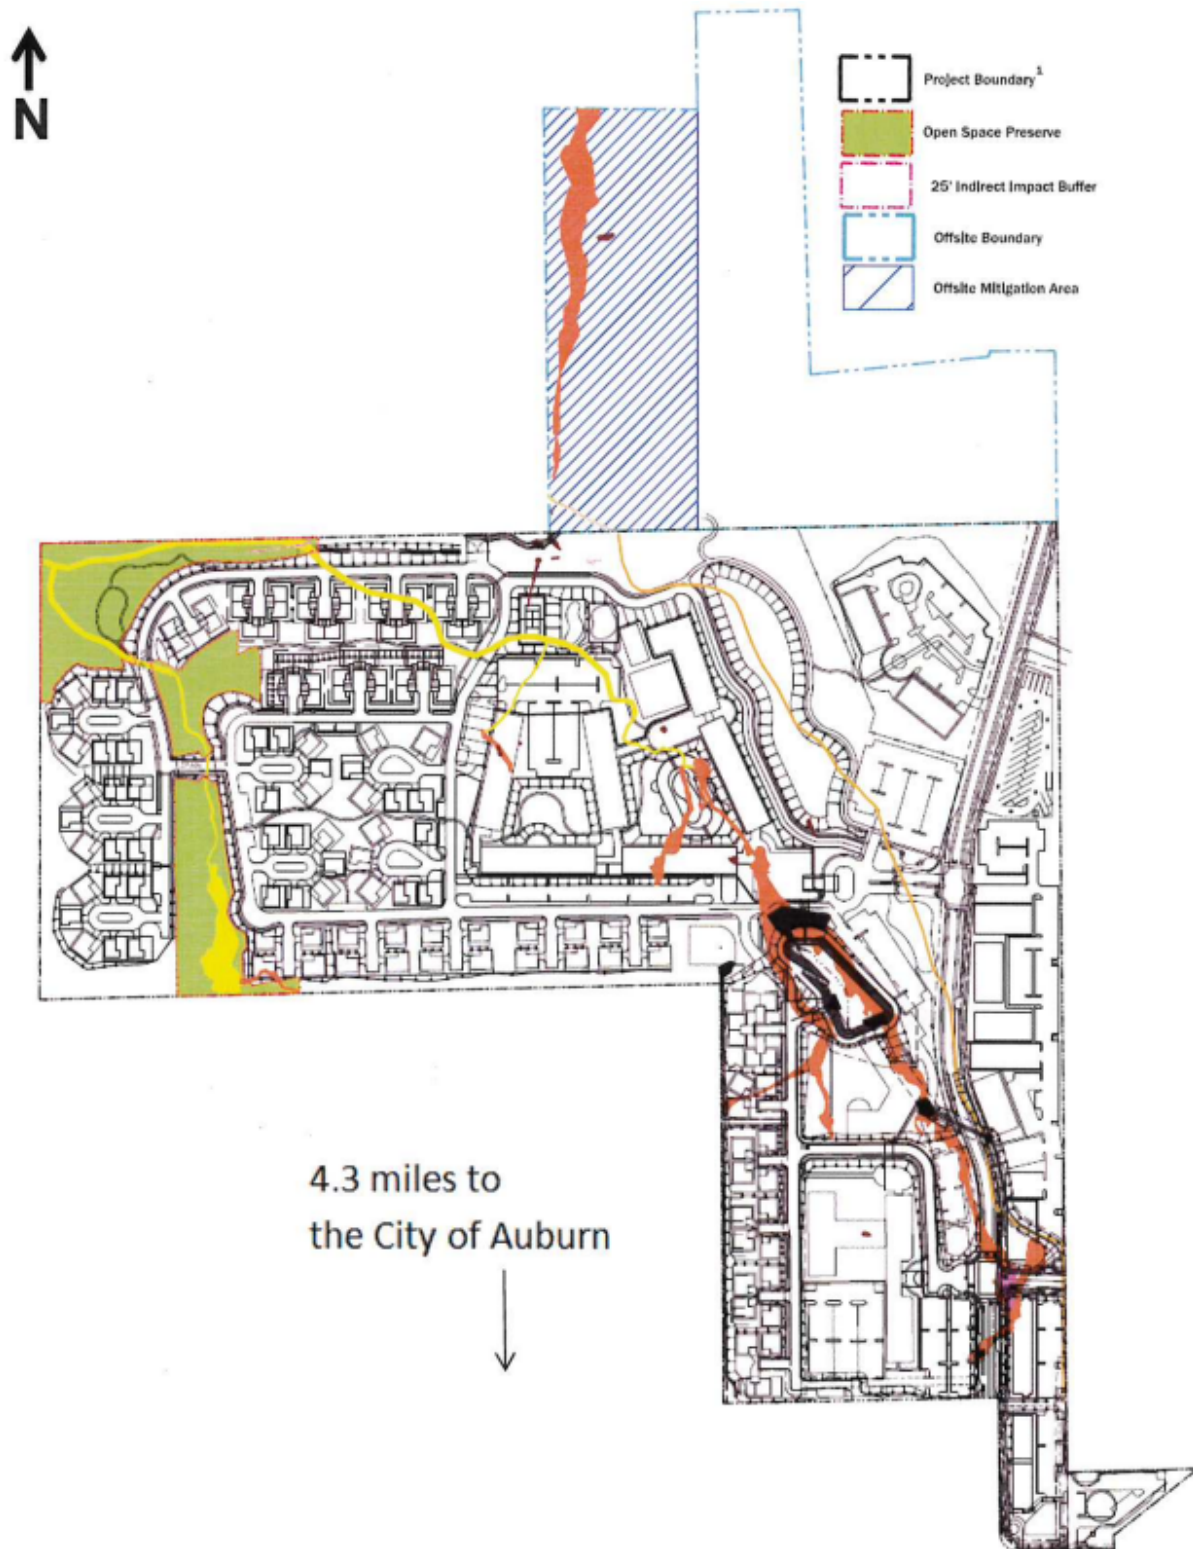 N
Project Boundary¹
Open Space Preserve
25' Indirect Impact Buffer
Offsite Boundary
Offsite Mitigation Area
4.3 miles to
the City of Auburn